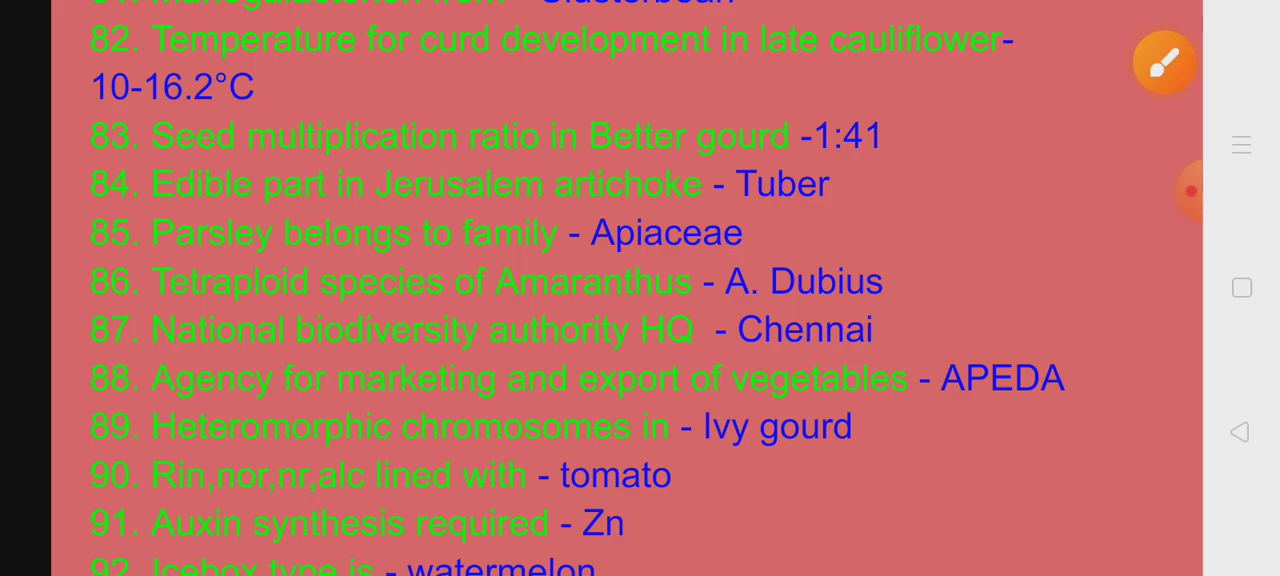 82. Temperature for curd development in late cauliflower-
10-16.2°C
83. Seed multiplication ratio in Better gourd -1:41
84. Edible part in Jerusalem artichoke - Tuber
85. Parsley belongs to family - Apiaceae
86. Tetraploid species of Amaranthus - A. Dubius
87. National biodiversity authority HQ - Chennai
88. Agency for marketing and export of vegetables - APEDA
89. Heteromorphic chromosomes in - Ivy gourd
90. Rin,nor,nr,alc lined with - tomato
91. Auxin synthesis required - Zn
92. Icebox type is - watermelon